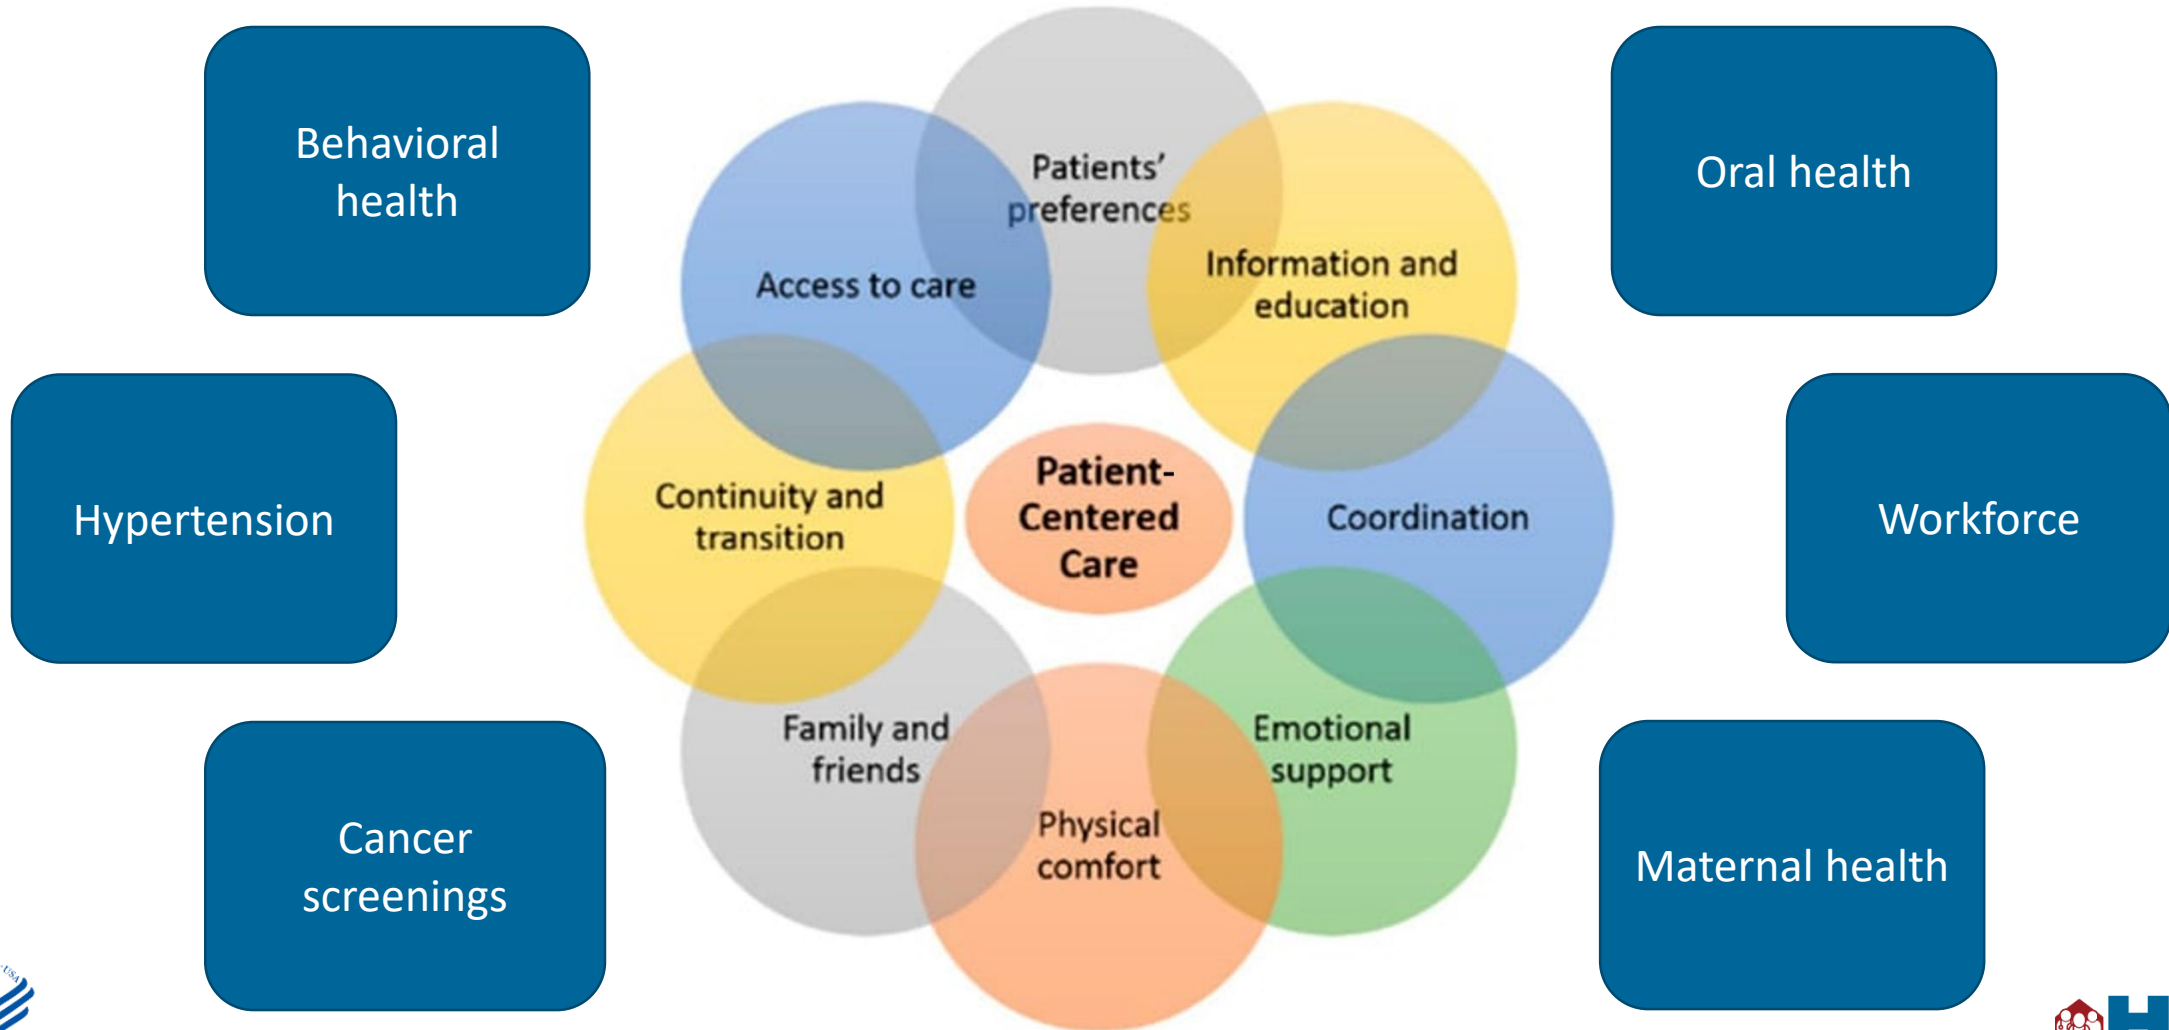 Behavioral
health
Hypertension
Cancer
screenings
Patients’
preferences
Access to care
Information and
education
Continuity and
transition
Patient-
Centered
Care
Coordination
Family and
friends
Emotional
support
Physical
comfort
Oral health
Workforce
Maternal health
USA
H